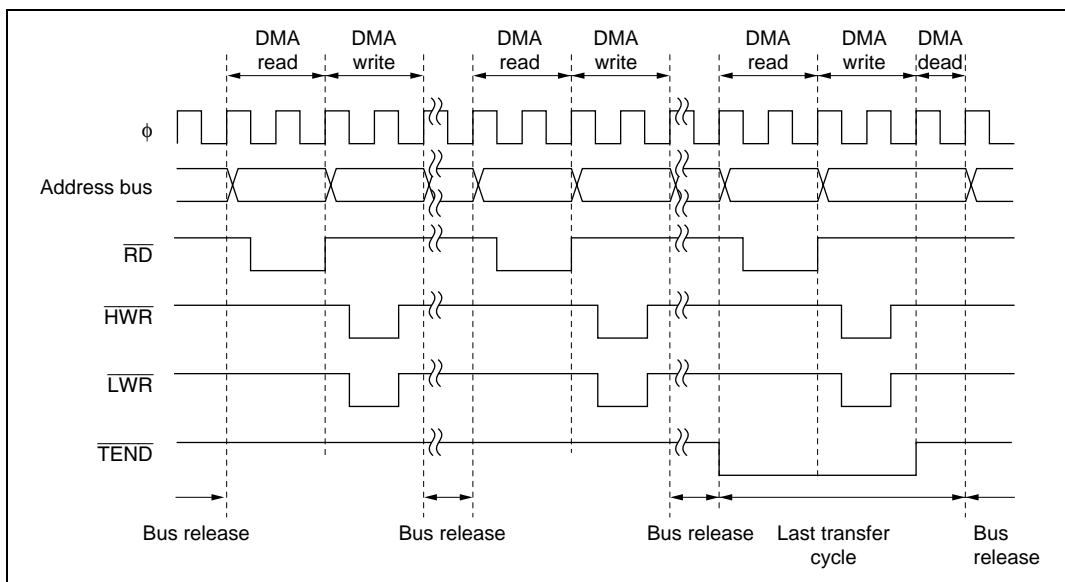 DMA read
DMA write
DMA read
DMA write
DMA read
DMA write
DMA dead
φ
Address bus
RD
HWR
LWR
TEND
Bus release
Bus release
Bus release
Last transfer cycle
Bus release